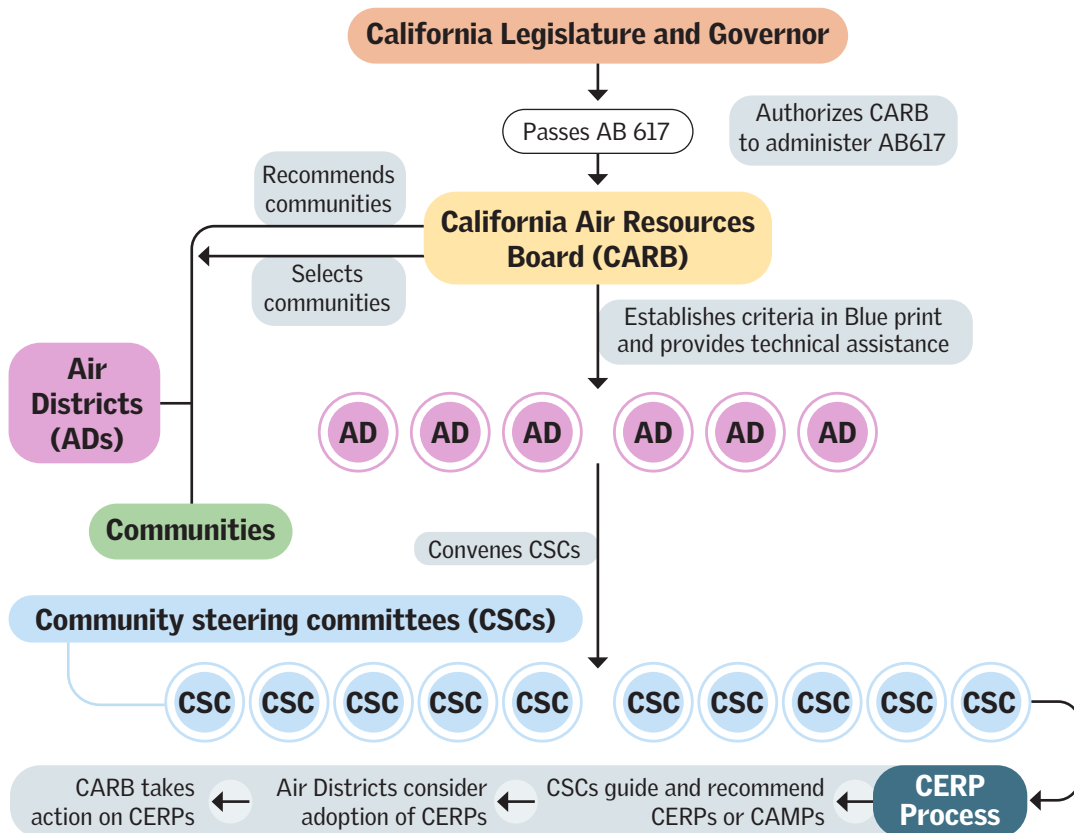 California Legislature and Governor
Passes AB 617
Authorizes CARB
to administer AB617
Recommends
communities
California Air Resources
Board (CARB)
Selects
communities
Establishes criteria in Blue print
and provides technical assistance
Air
Districts
(ADs)
AD AD AD AD AD AD
Communities
Convenes CSCs
Community steering committees (CSCs)
CSC CSC CSC CSC CSC CSC CSC CSC CSC CSC
CARB takes
action on CERPs
Air Districts consider
adoption of CERPs
CSCs guide and recommend
CERPs or CAMPs
CERP
Process